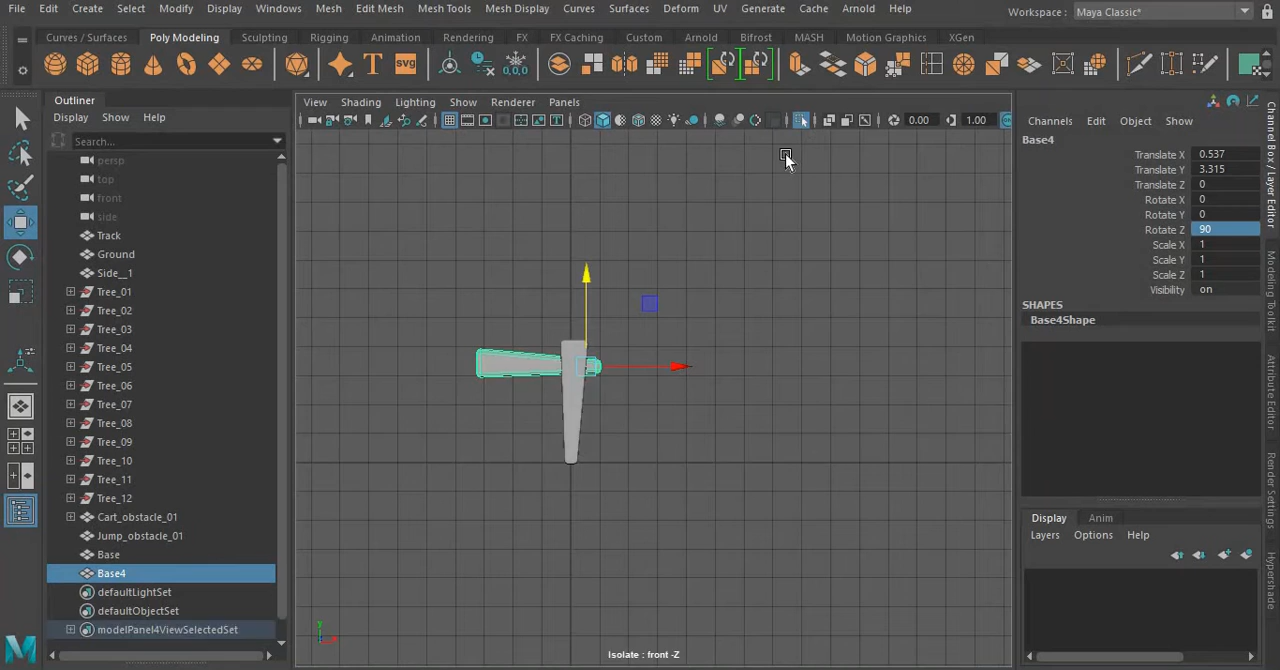 File Edit Create Select Modify Display Windows Mesh Edit Mesh Mesh Tools Mesh Display Curves Surfaces Deform UV Generate Cache Arnold Help Workspace: Maya Classic*
Curves / Surfaces Poly Modeling Sculpting Rigging Animation Rendering FX FX Caching Custom Arnold Bifrost MASH Motion Graphics XGen
T svg 0,0,0
Outliner
Display Show Help
Search...
persp
top
front
side
Track
Ground
Side__1
Tree_01
Tree_02
Tree_03
Tree_04
Tree_05
Tree_06
Tree_07
Tree_08
Tree_09
Tree_10
Tree_11
Tree_12
Cart_obstacle_01
Jump_obstacle_01
Base
Base4
defaultLightSet
defaultObjectSet
modelPanel4ViewSelectedSet
View Shading Lighting Show Renderer Panels
0.00 1.00
Isolate : front -Z
Channels Edit Object Show
Base4
Translate X 0.537
Translate Y 3.315
Translate Z 0
Rotate X 0
Rotate Y 0
Rotate Z 90
Scale X 1
Scale Y 1
Scale Z 1
Visibility on
SHAPES
Base4Shape
Display Anim
Layers Options Help
Channel Box / Layer Editor
Modeling Toolkit
Attribute Editor
Render Settings
Hypershade